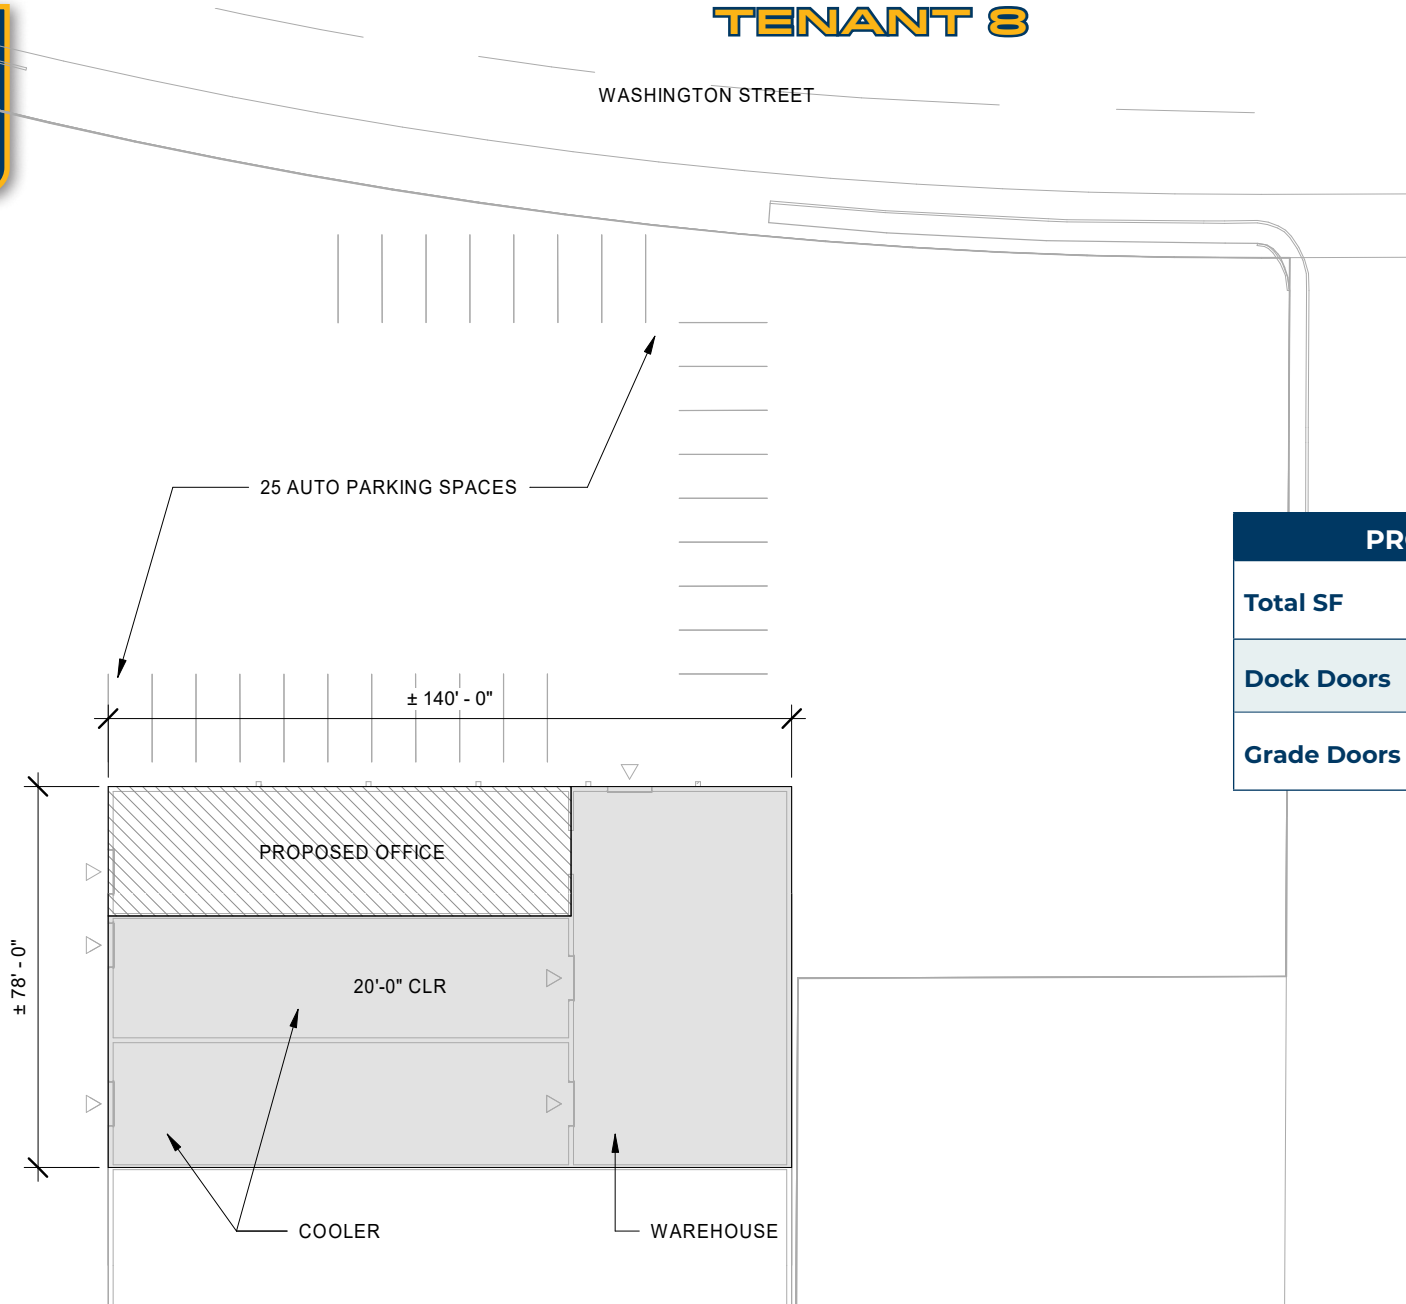 TENANT 8
WASHINGTON STREET
25 AUTO PARKING SPACES
Total SF
Dock Doors
Grade Doors
± 140' - 0"
PROPOSED OFFICE
± 78' - 0"
20'-0" CLR
COOLER
WAREHOUSE